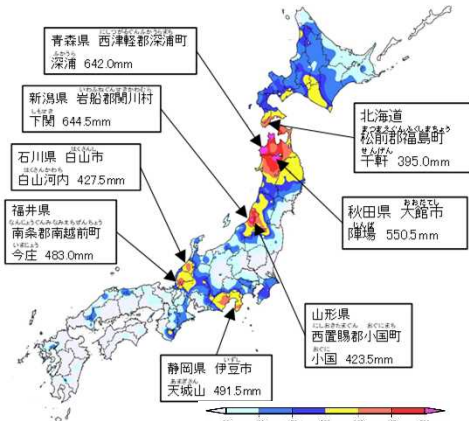 青森県 西津軽郡深浦町
深浦 642.0mm
新潟県 岩船郡関川村
下関 644.5mm
石川県 白山市
白山河内 427.5mm
福井県
南条郡南越前町
今庄 483.0mm
北海道
松前郡福島町
千軒 395.0mm
秋田県 大館市
陣場 550.5mm
山形県
西置賜郡小国町
小国 423.5mm
静岡県 伊豆市
天城山 491.5mm